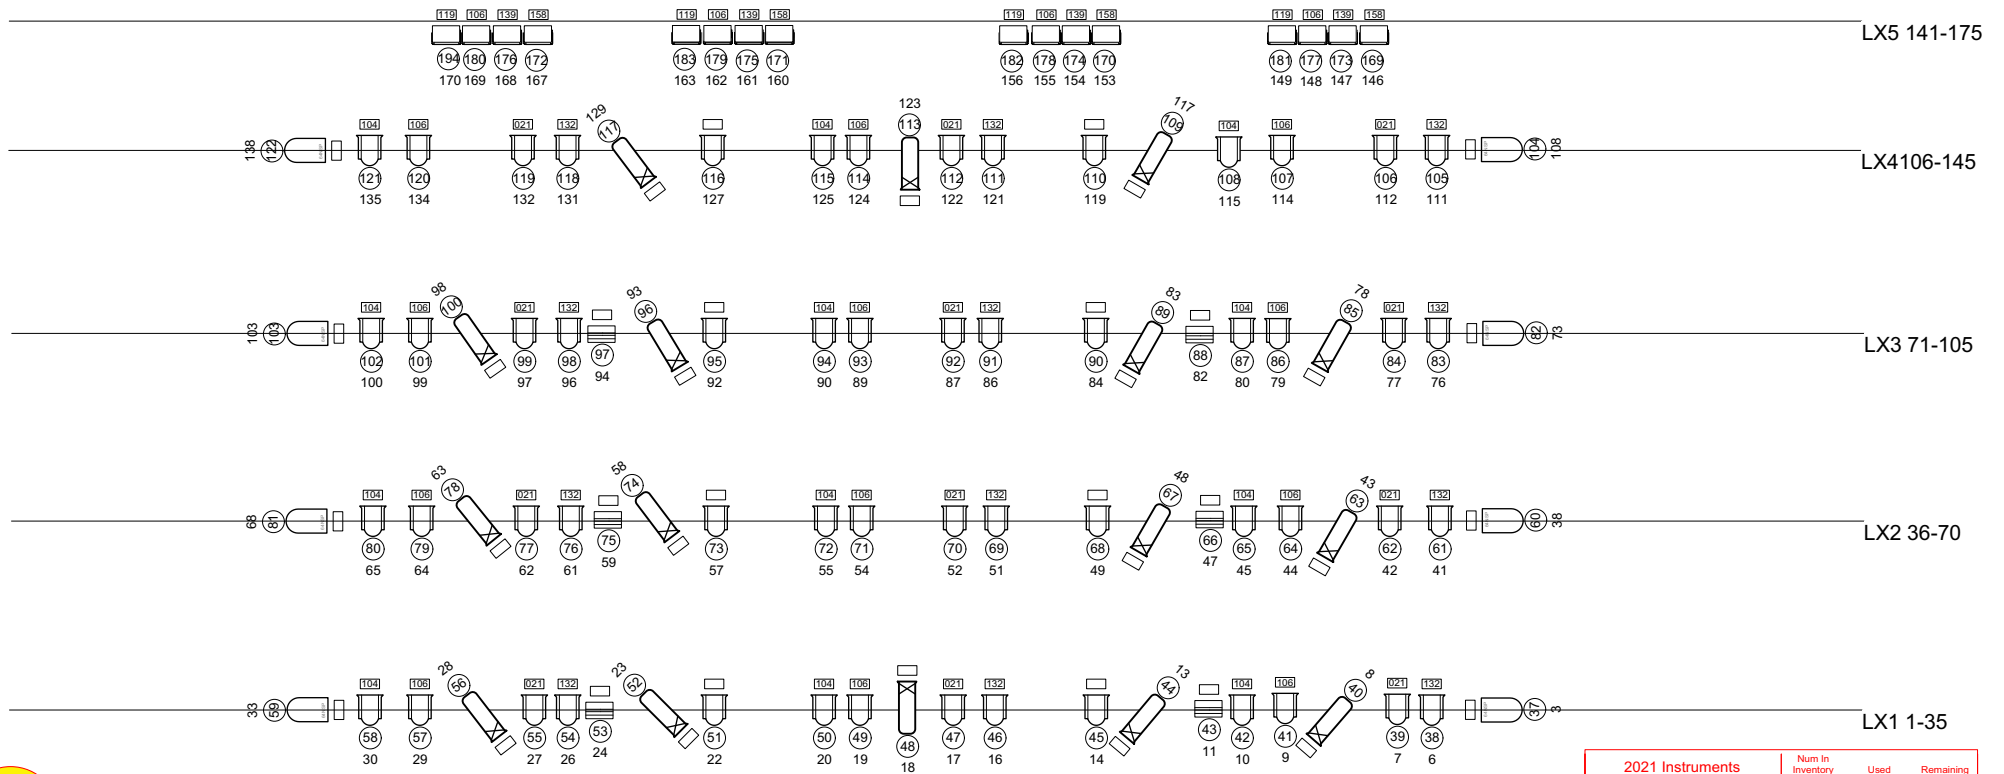 119 106 139 158 119 106 139 158 119 106 139 158 119 106 139 158
LX5 141-175
194 180 176 172 183 179 175 171 182 178 174 170 181 177 173 169
170 169 168 167 163 162 161 160 156 155 154 153 149 148 147 146
129 123 117
104 106 021 132 117 104 106 113 021 132 109 104 106 021 132
138 122 104 108
LX4106-145
121 120 119 118 116 115 114 112 111 110 108 107 106 105
135 134 132 131 127 125 124 122 121 119 115 114 112 111
98 93 83 78
104 106 100 021 132 96 104 106 021 132 89 104 106 85 021 132
103 103 82 73
LX3 71-105
102 101 99 98 97 95 94 93 92 91 90 88 87 86 84 83
100 99 97 96 94 92 90 89 87 86 84 82 80 79 77 76
63 58 48 43
104 106 78 021 132 74 104 106 021 132 67 104 106 63 021 132
68 81 60 38
LX2 36-70
80 79 77 76 75 73 72 71 70 69 68 66 65 64 62 61
65 64 62 61 59 57 55 54 52 51 49 47 45 44 42 41
28 23 13 8
104 106 56 021 132 52 104 106 021 132 44 104 106 40 021 132
33 59 37 3
LX1 1-35
58 57 55 54 53 51 50 49 48 47 46 45 43 42 41 39 38
30 29 27 26 24 22 20 19 18 17 16 14 11 10 9 7 6
2021 Instruments
Num In
Inventory Used Remaining